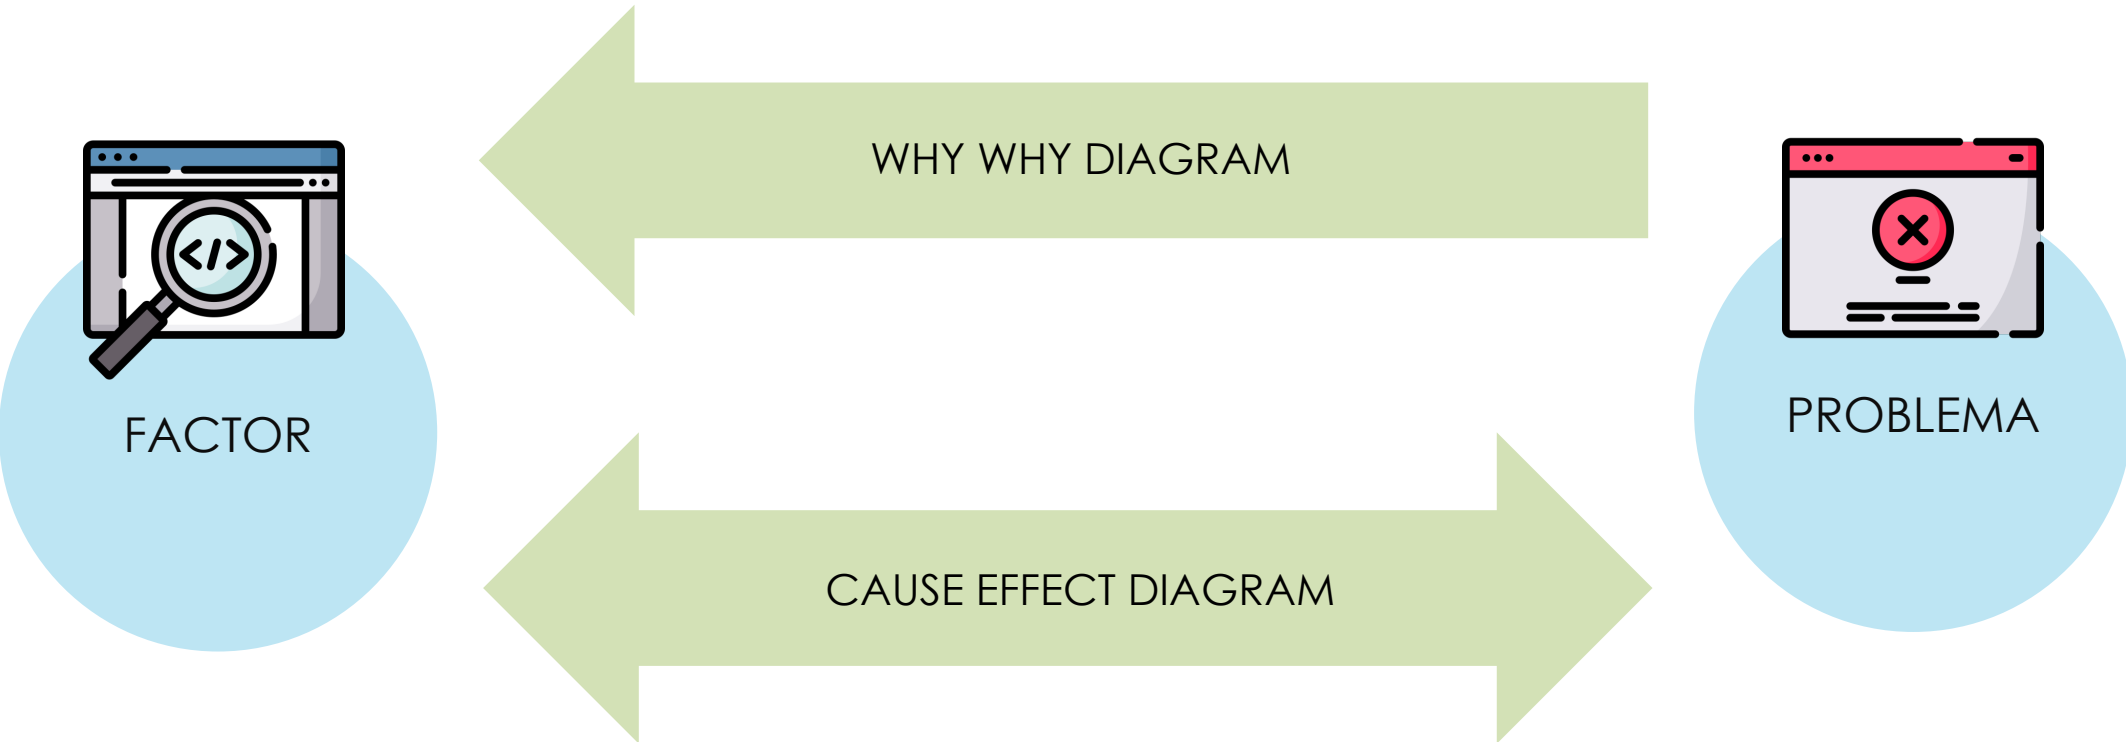 WHY WHY DIAGRAM
FACTOR
PROBLEMA
CAUSE EFFECT DIAGRAM